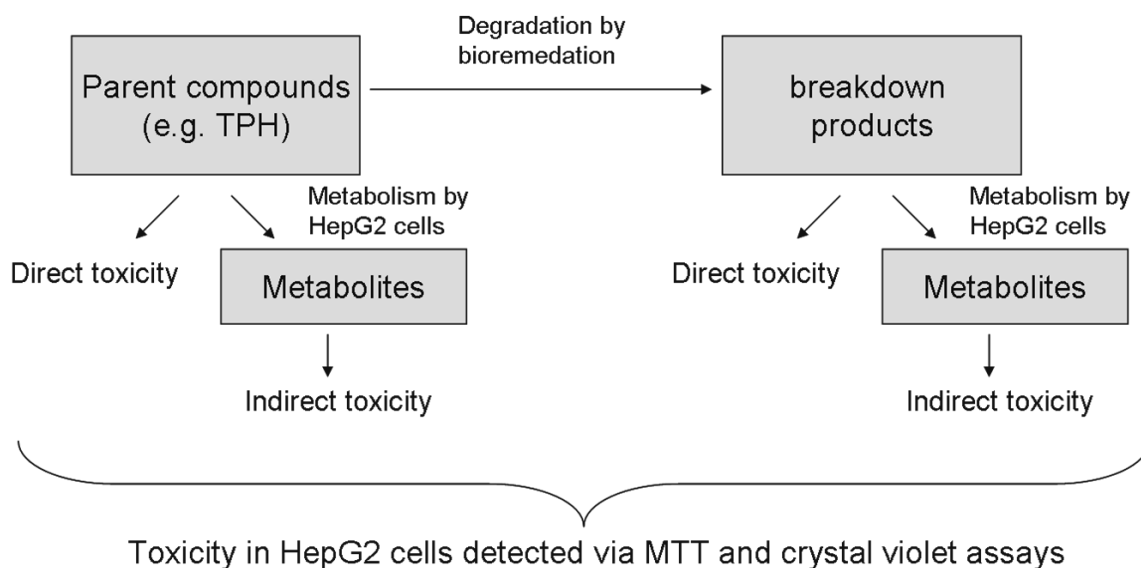 Degradation by
bioremedation
Parent compounds
(e.g. TPH)
breakdown
products
Metabolism by
HepG2 cells
Metabolism by
HepG2 cells
Direct toxicity
Metabolites
Direct toxicity
Metabolites
Indirect toxicity
Indirect toxicity
Toxicity in HepG2 cells detected via MTT and crystal violet assays